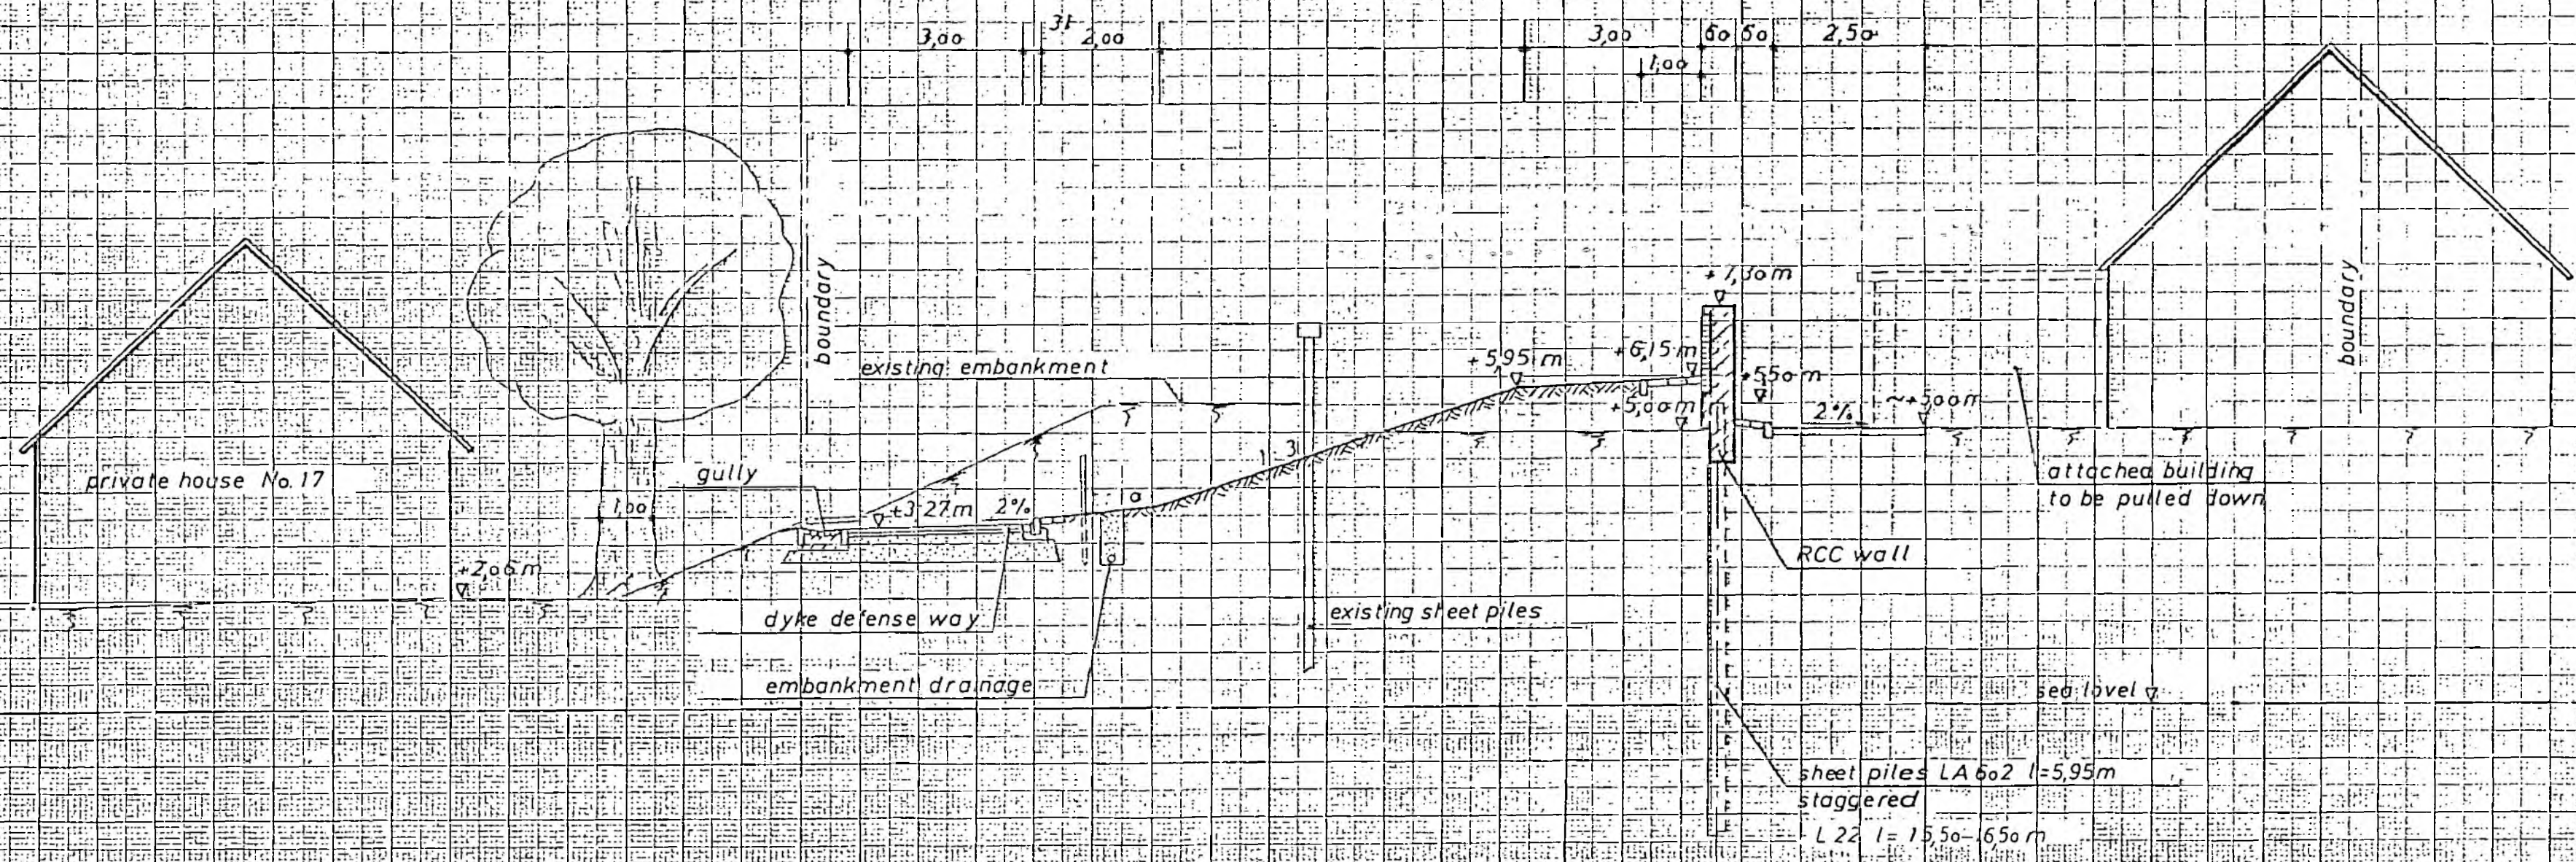 3,00
31
2,00
3,00
60
60
2,50
1,00
boundary
boundary
+7,30m
existing embankment
+5,95m
+6,15m
+5,50m
+5,00m
2%
~+5,00m
1
3
private house No.17
gully
attached building
to be pulled down
1,00
+3,27m
2%
a
RCC wall
+2,06m
dyke defense way
existing sheet piles
embankment drainage
sea level
sheet piles LA 602 l=5,95m
staggered
L 22 l= 15,50-16,50 m